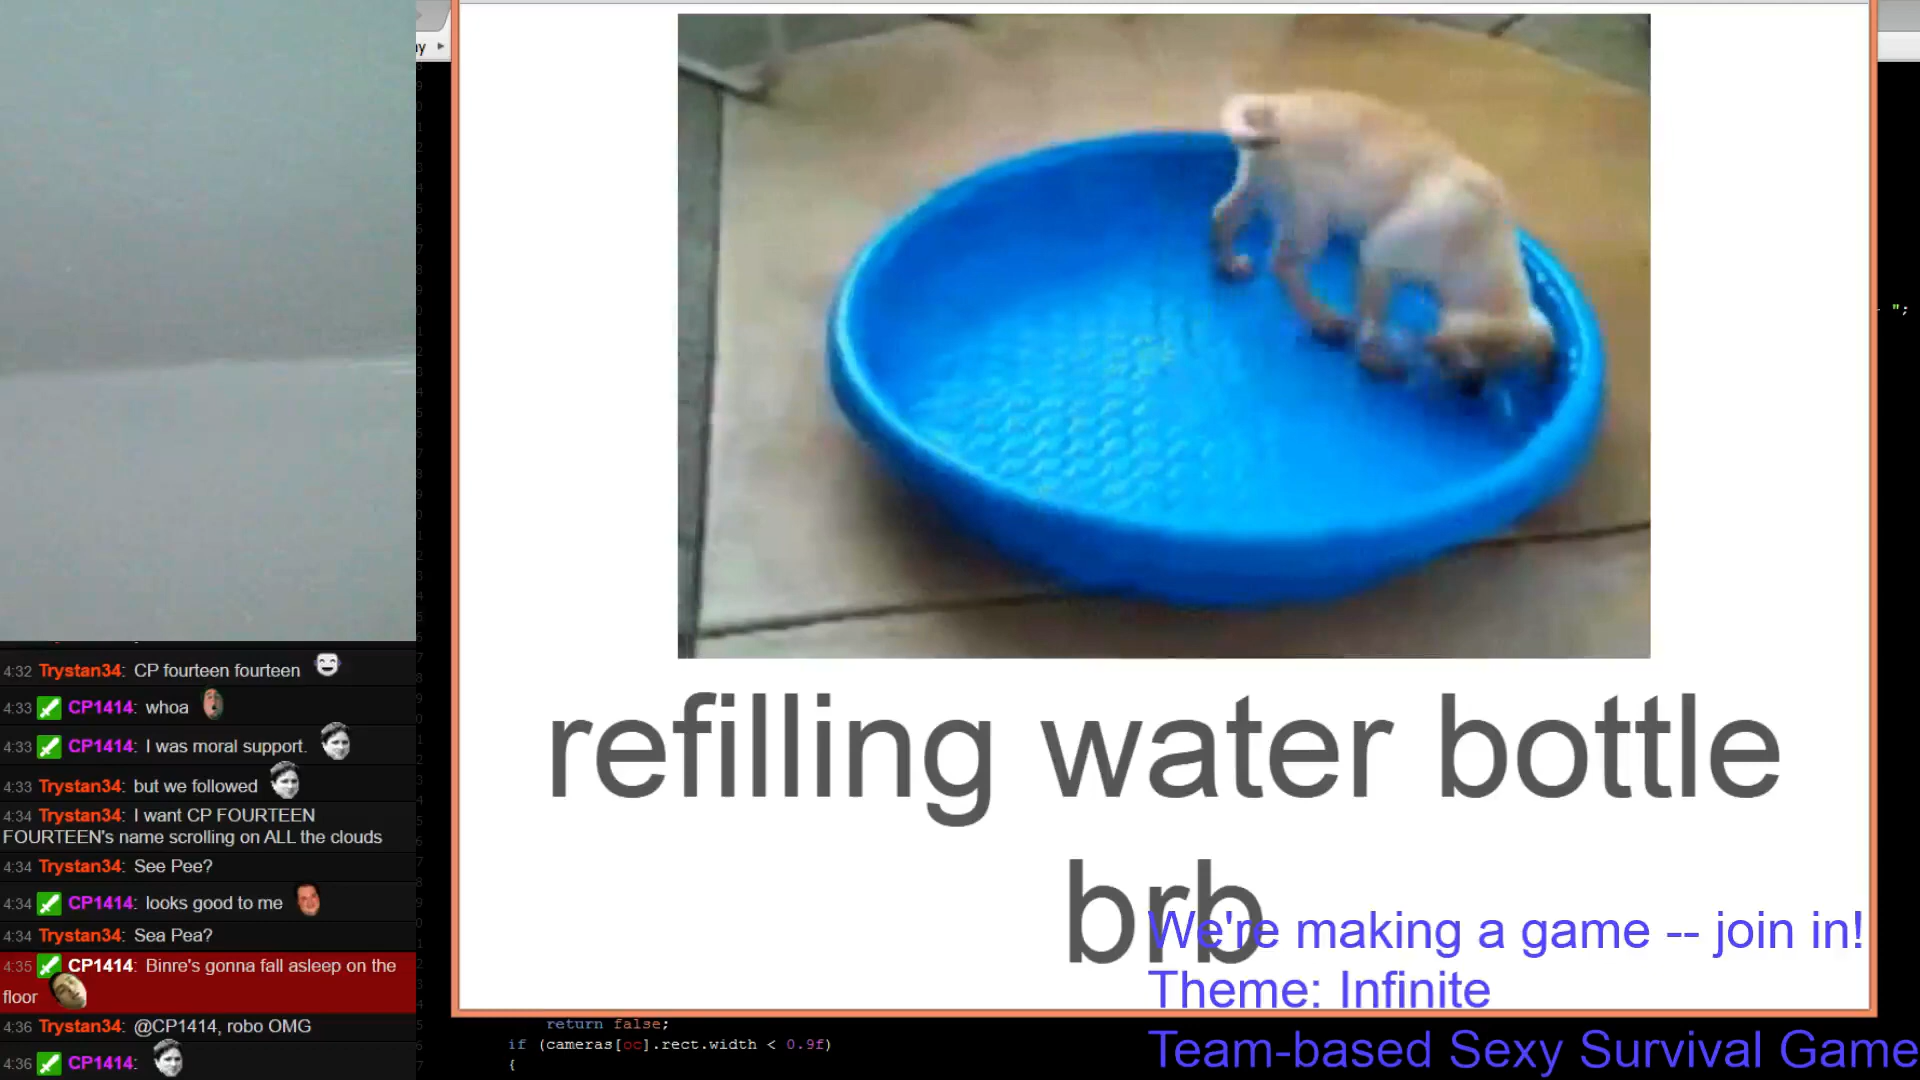 4:32 Trystan34: CP fourteen fourteen
4:33 CP1414: whoa
4:33 CP1414: I was moral support.
4:33 Trystan34: but we followed
4:34 Trystan34: I want CP FOURTEEN
FOURTEEN's name scrolling on ALL the clouds
4:34 Trystan34: See Pee?
4:34 CP1414: looks good to me
4:34 Trystan34: Sea Pea?
4:35 CP1414: Binre's gonna fall asleep on the
floor
4:36 Trystan34: @CP1414, robo OMG
4:36 CP1414:
refilling water bottle
brb
We're making a game -- join in!
Theme: Infinite
Team-based Sexy Survival Game
return false;
if (cameras[oc].rect.width < 0.9f)
{
";